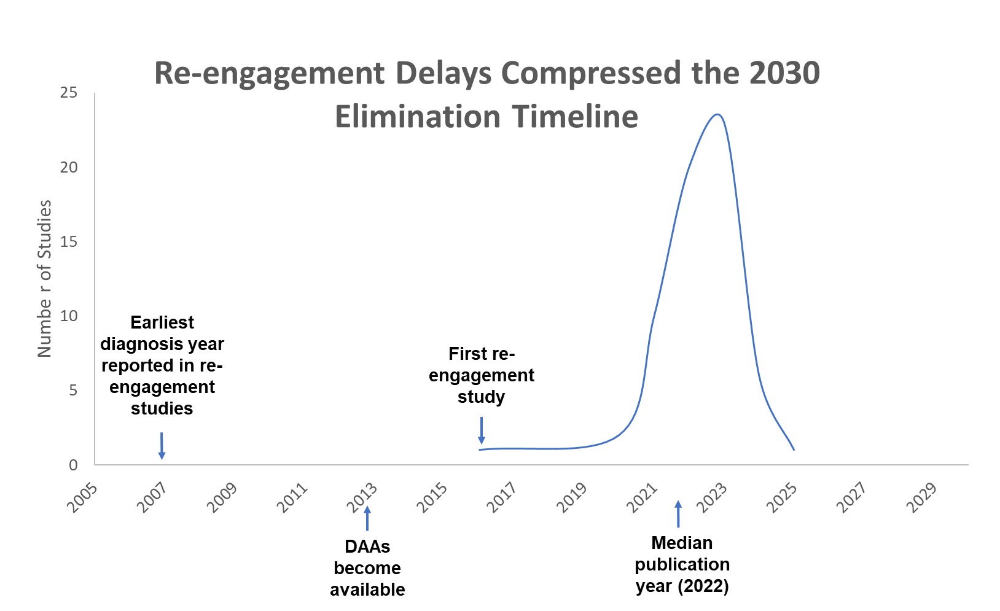 Re-engagement Delays Compressed the 2030
Elimination Timeline
25
20
15
10
5
0
Numbe r of Studies
Earliest
diagnosis year
reported in re-
engagement
studies
First re-
engagement
study
2005
2007
2009
2011
2013
2015
2017
2019
2021
2023
2025
2027
2029
DAAs
become
available
Median
publication
year (2022)